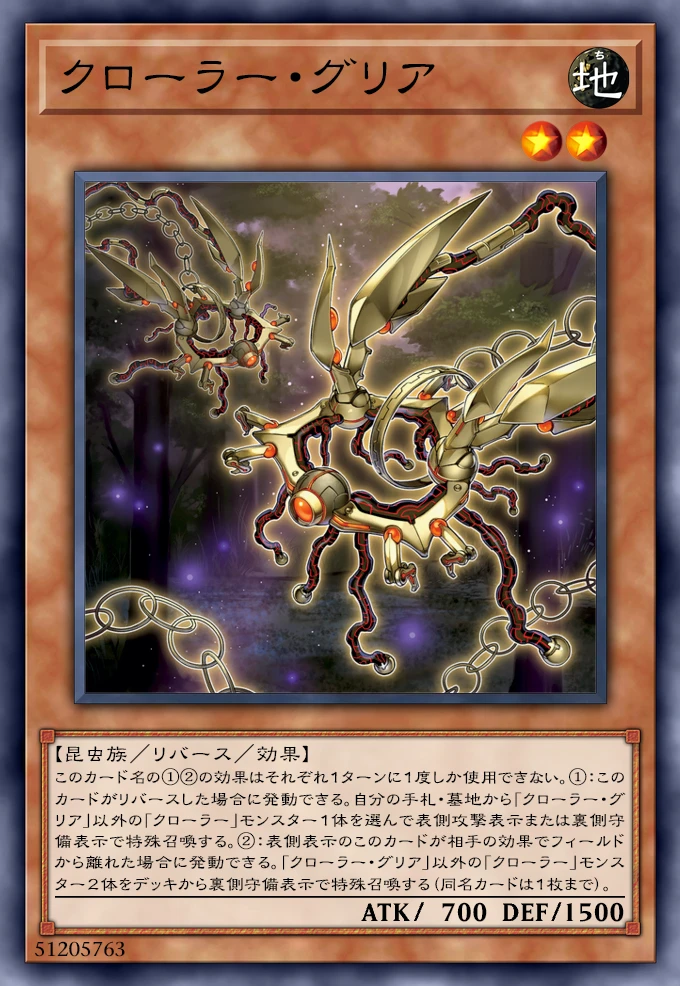 クローラー・グリア
ち
地
【昆虫族／リバース／効果】
このカード名の①②の効果はそれぞれ1ターンに1度しか使用できない。①：この
カードがリバースした場合に発動できる。自分の手札・墓地から「クローラー・グ
リア」以外の「クローラー」モンスター1体を選んで表側攻撃表示または裏側守
備表示で特殊召喚する。②：表側表示のこのカードが相手の効果でフィールド
から離れた場合に発動できる。「クローラー・グリア」以外の「クローラー」モンス
ター2体をデッキから裏側守備表示で特殊召喚する(同名カードは1枚まで)。
ATK/ 700 DEF/1500
51205763